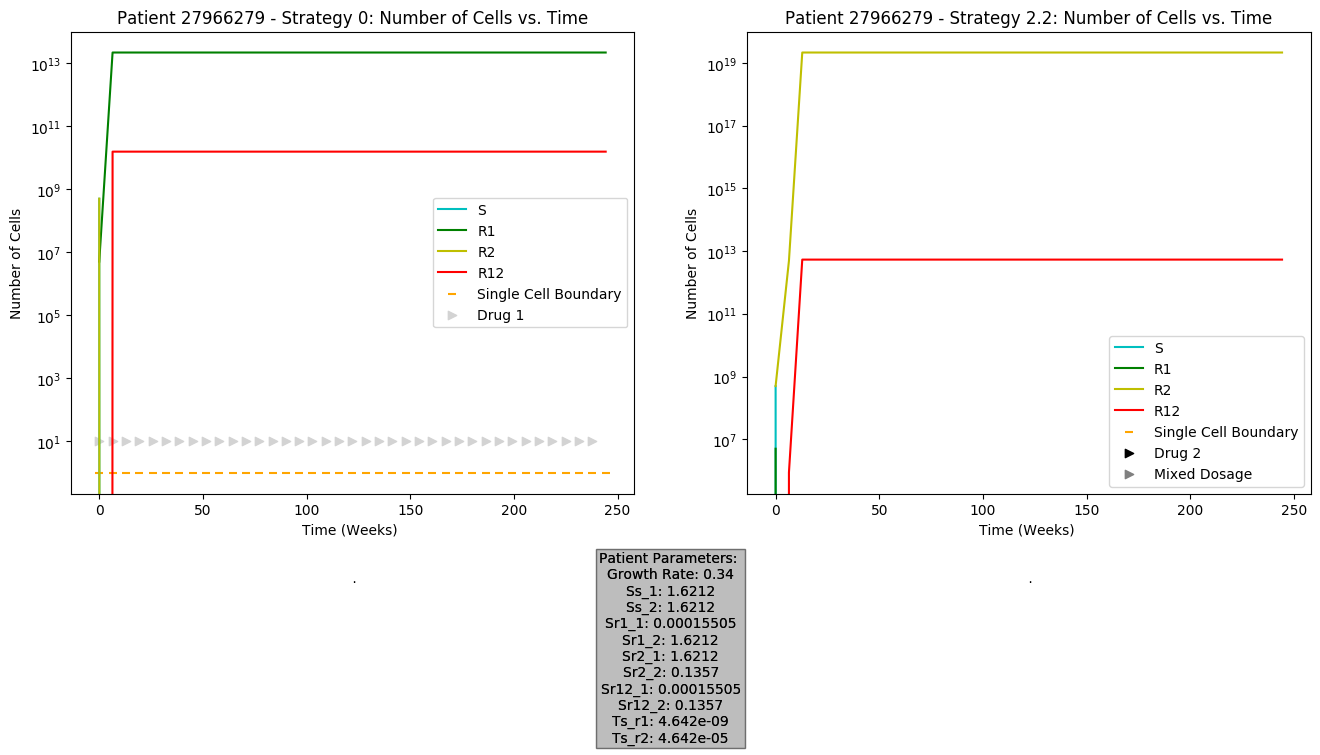 Patient 27966279 - Strategy 0: Number of Cells vs. Time
10^13
10^11
10^9
10^7
10^5
10^3
10^1
Number of Cells
S
R1
R2
R12
Single Cell Boundary
Drug 1
0
50
100
150
200
250
Time (Weeks)
Patient 27966279 - Strategy 2.2: Number of Cells vs. Time
10^19
10^17
10^15
10^13
10^11
10^9
10^7
Number of Cells
S
R1
R2
R12
Single Cell Boundary
Drug 2
Mixed Dosage
0
50
100
150
200
250
Time (Weeks)
.
.
Patient Parameters:
Growth Rate: 0.34
Ss_1: 1.6212
Ss_2: 1.6212
Sr1_1: 0.00015505
Sr1_2: 1.6212
Sr2_1: 1.6212
Sr2_2: 0.1357
Sr12_1: 0.00015505
Sr12_2: 0.1357
Ts_r1: 4.642e-09
Ts_r2: 4.642e-05